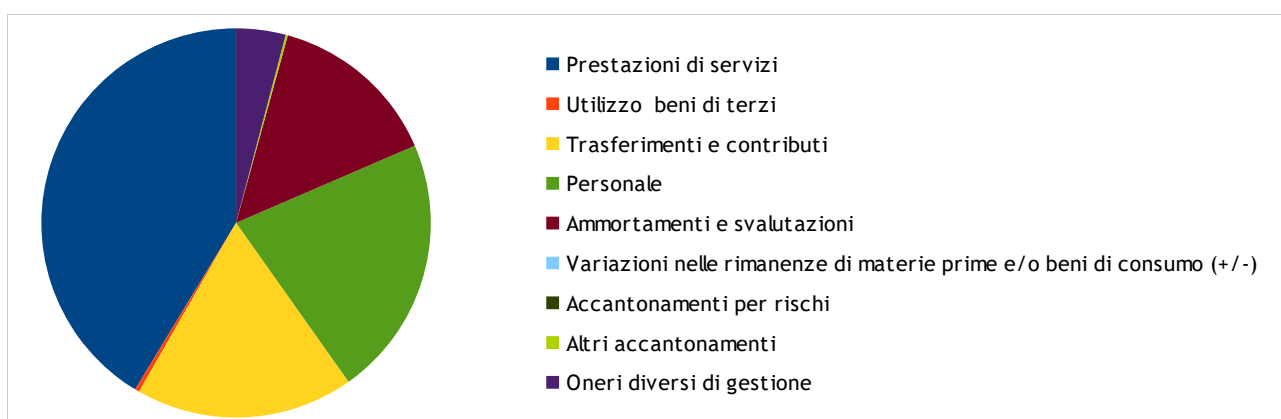 Prestazioni di servizi
Utilizzo beni di terzi
Trasferimenti e contributi
Personale
Ammortamenti e svalutazioni
Variazioni nelle rimanenze di materie prime e/o beni di consumo (+/-)
Accantonamenti per rischi
Altri accantonamenti
Oneri diversi di gestione